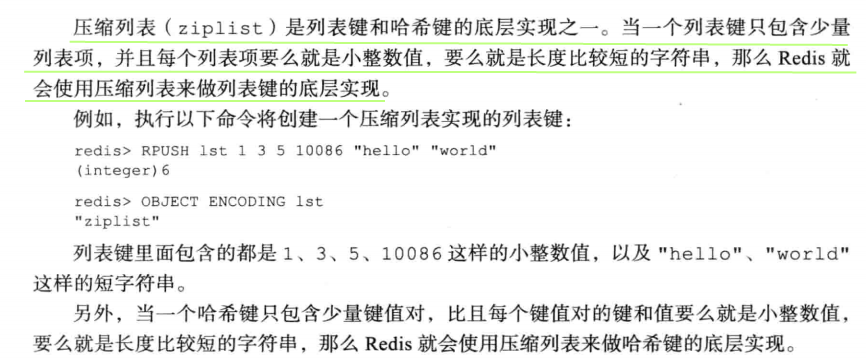 压缩列表（ziplist）是列表键和哈希键的底层实现之一。当一个列表键只包含少量
列表项，并且每个列表项要么就是小整数值，要么就是长度比较短的字符串，那么 Redis 就
会使用压缩列表来做列表键的底层实现。
例如，执行以下命令将创建一个压缩列表实现的列表键：
redis> RPUSH lst 1 3 5 10086 "hello" "world"
(integer)6
redis> OBJECT ENCODING lst
"ziplist"
列表键里面包含的都是 1、3、5、10086 这样的小整数值，以及 "hello"、"world"
这样的短字符串。
另外，当一个哈希键只包含少量键值对，比且每个键值对的键和值要么就是小整数值，
要么就是长度比较短的字符串，那么 Redis 就会使用压缩列表来做哈希键的底层实现。